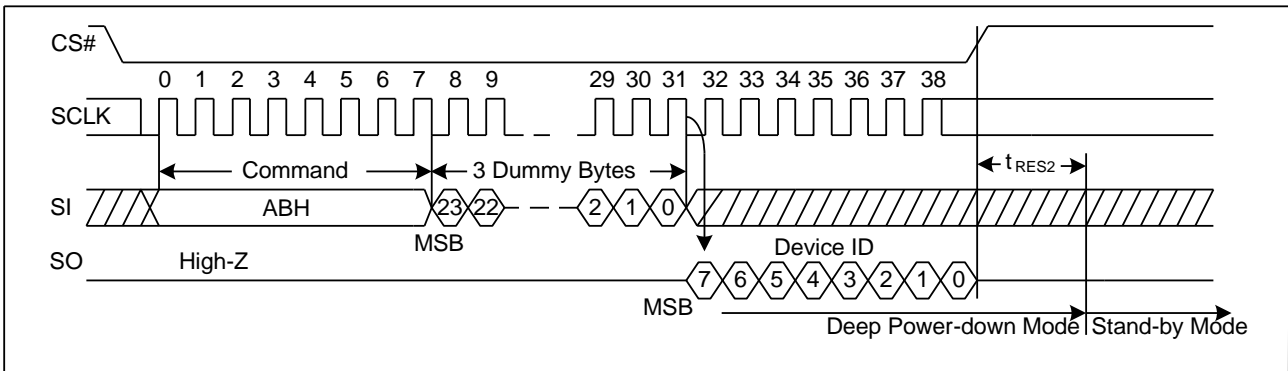 CS#
0 1 2 3 4 5 6 7 8 9 29 30 31 32 33 34 35 36 37 38
SCLK
Command 3 Dummy Bytes tRES2
SI ABH 23 22 2 1 0
MSB Device ID
SO High-Z
7 6 5 4 3 2 1 0
MSB
Deep Power-down Mode Stand-by Mode